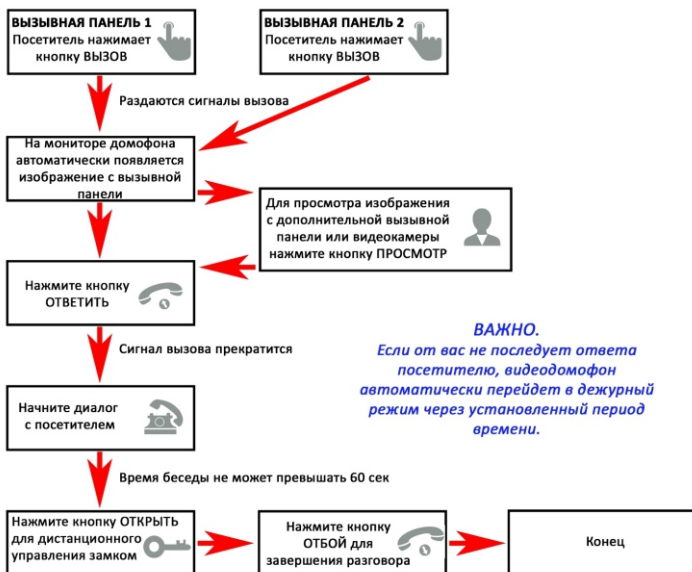 ВЫЗЫВНАЯ ПАНЕЛЬ 1
Посетитель нажимает
кнопку ВЫЗОВ
ВЫЗЫВНАЯ ПАНЕЛЬ 2
Посетитель нажимает
кнопку ВЫЗОВ
Раздаются сигналы вызова
На мониторе домофона
автоматически появляется
изображение с вызывной
панели
Для просмотра изображения
с дополнительной вызывной
панели или видеокамеры
нажмите кнопку ПРОСМОТР
Нажмите кнопку
ОТВЕТИТЬ
ВАЖНО.
Если от вас не последует ответа
посетителю, видеодомофон
автоматически перейдет в дежурный
режим через установленный период
времени.
Сигнал вызова прекратится
Начните диалог
с посетителем
Время беседы не может превышать 60 сек
Нажмите кнопку ОТКРЫТЬ
для дистанционного
управления замком
Нажмите кнопку
ОТБОЙ для
завершения разговора
Конец